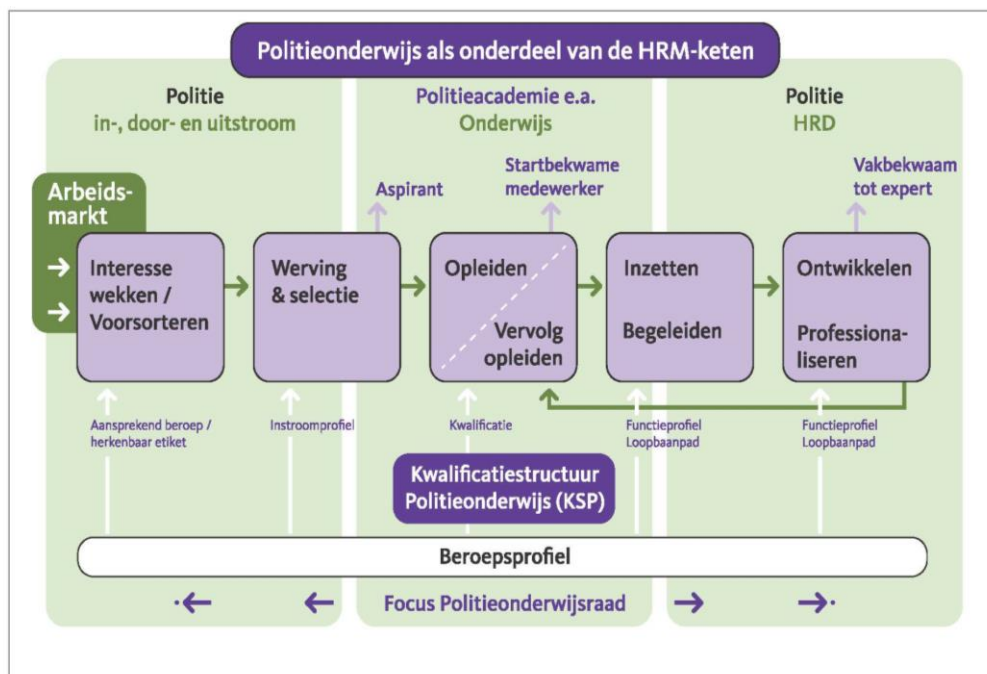 Politieonderwijs als onderdeel van de HRM-keten
Politie
in-, door- en uitstroom
Politieacademie e.a.
Onderwijs
Politie
HRD
Arbeids-
markt
Aspirant
Startbekwame
medewerker
Vakbekwaam
tot expert
Interesse
wekken /
Voorsorteren
Werving
& selectie
Opleiden
Vervolg
opleiden
Inzetten
Begeleiden
Ontwikkelen
Professiona-
liseren
Aansprekend beroep /
herkenbaar etiket
Instroomprofiel
Kwalificatie
Functieprofiel
Loopbaanpad
Functieprofiel
Loopbaanpad
Kwalificatiestructuur
Politieonderwijs (KSP)
Beroepsprofiel
Focus Politieonderwijsraad